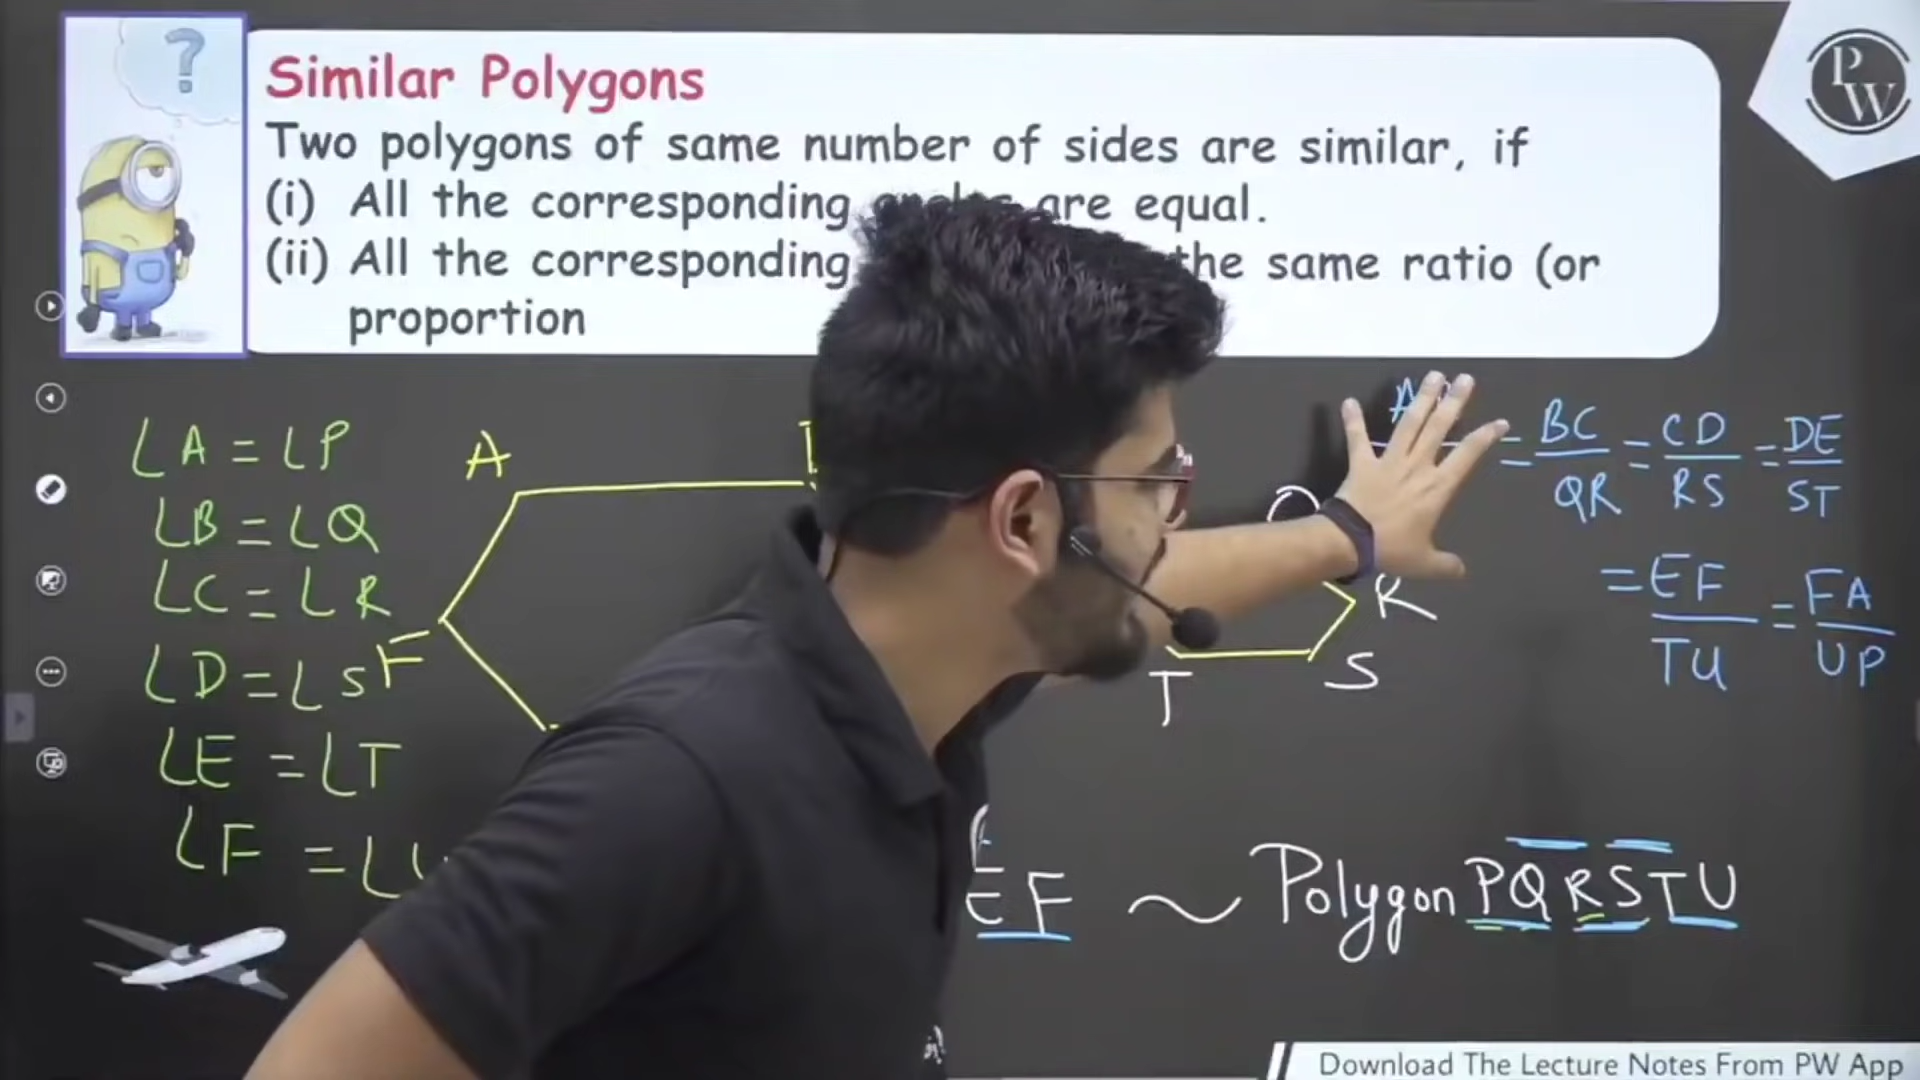 ?
Similar Polygons
Two polygons of same number of sides are similar, if
(i) All the corresponding are equal.
(ii) All the corresponding the same ratio (or
proportion
PW
∠A = ∠P
∠B = ∠Q
∠C = ∠R
∠D = ∠S
∠E = ∠T
∠F = ∠
A
F
R
S
T
= BC/QR = CD/RS = DE/ST
= EF/TU = FA/UP
EF ~ Polygon PQRSTU
Download The Lecture Notes From PW App